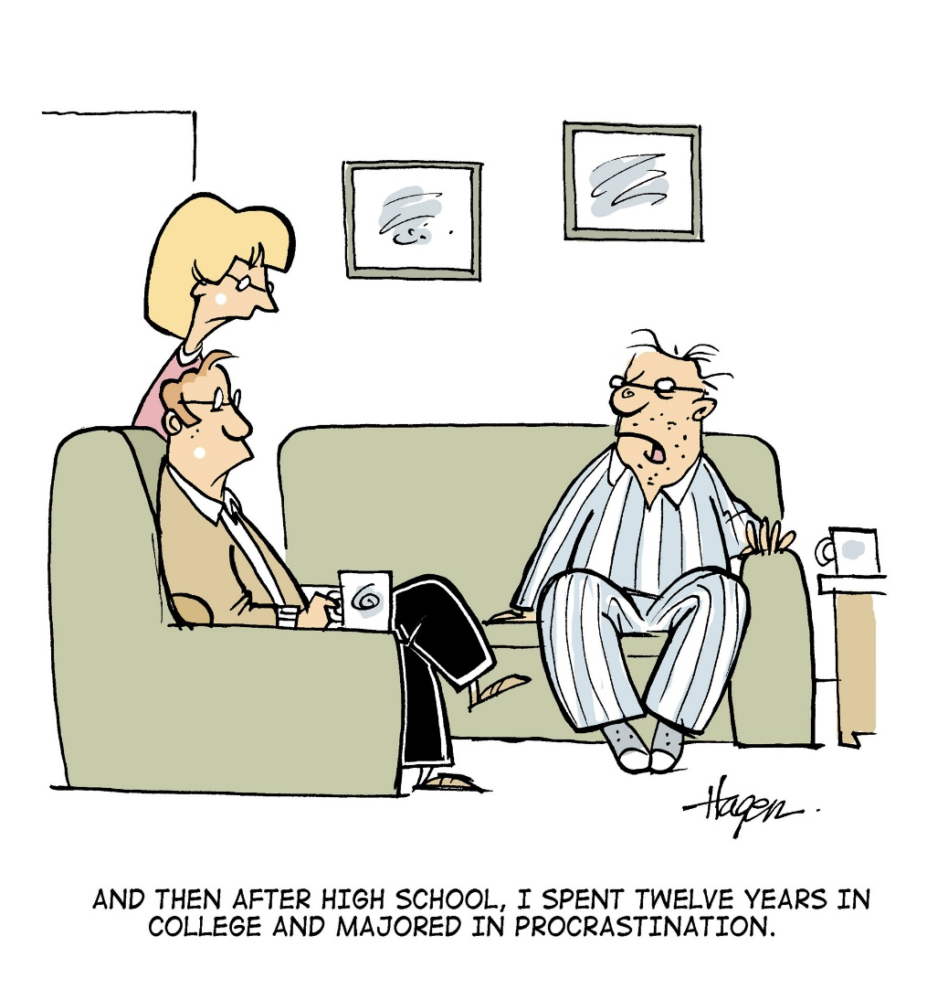 Hagen.
AND THEN AFTER HIGH SCHOOL, I SPENT TWELVE YEARS IN
COLLEGE AND MAJORED IN PROCRASTINATION.